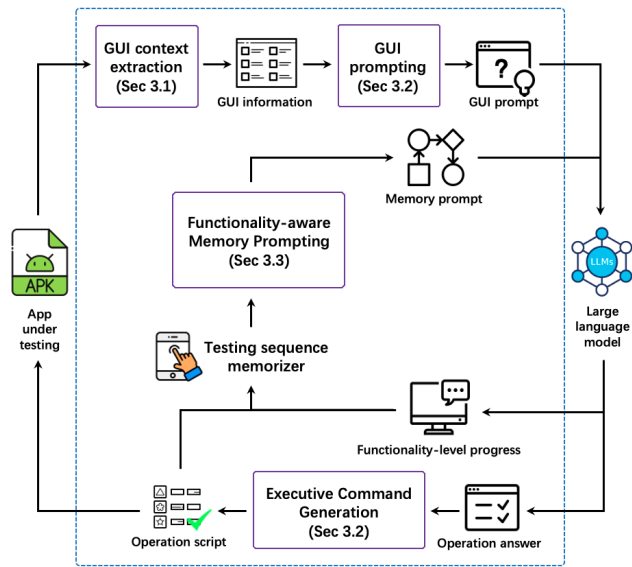 GUI context
extraction
(Sec 3.1)
GUI information
GUI
prompting
(Sec 3.2)
?
GUI prompt
Memory prompt
Functionality-aware
Memory Prompting
(Sec 3.3)
APK
App
under
testing
LLMs
Large
language
model
Testing sequence
memorizer
Functionality-level progress
Operation script
Executive Command
Generation
(Sec 3.2)
Operation answer